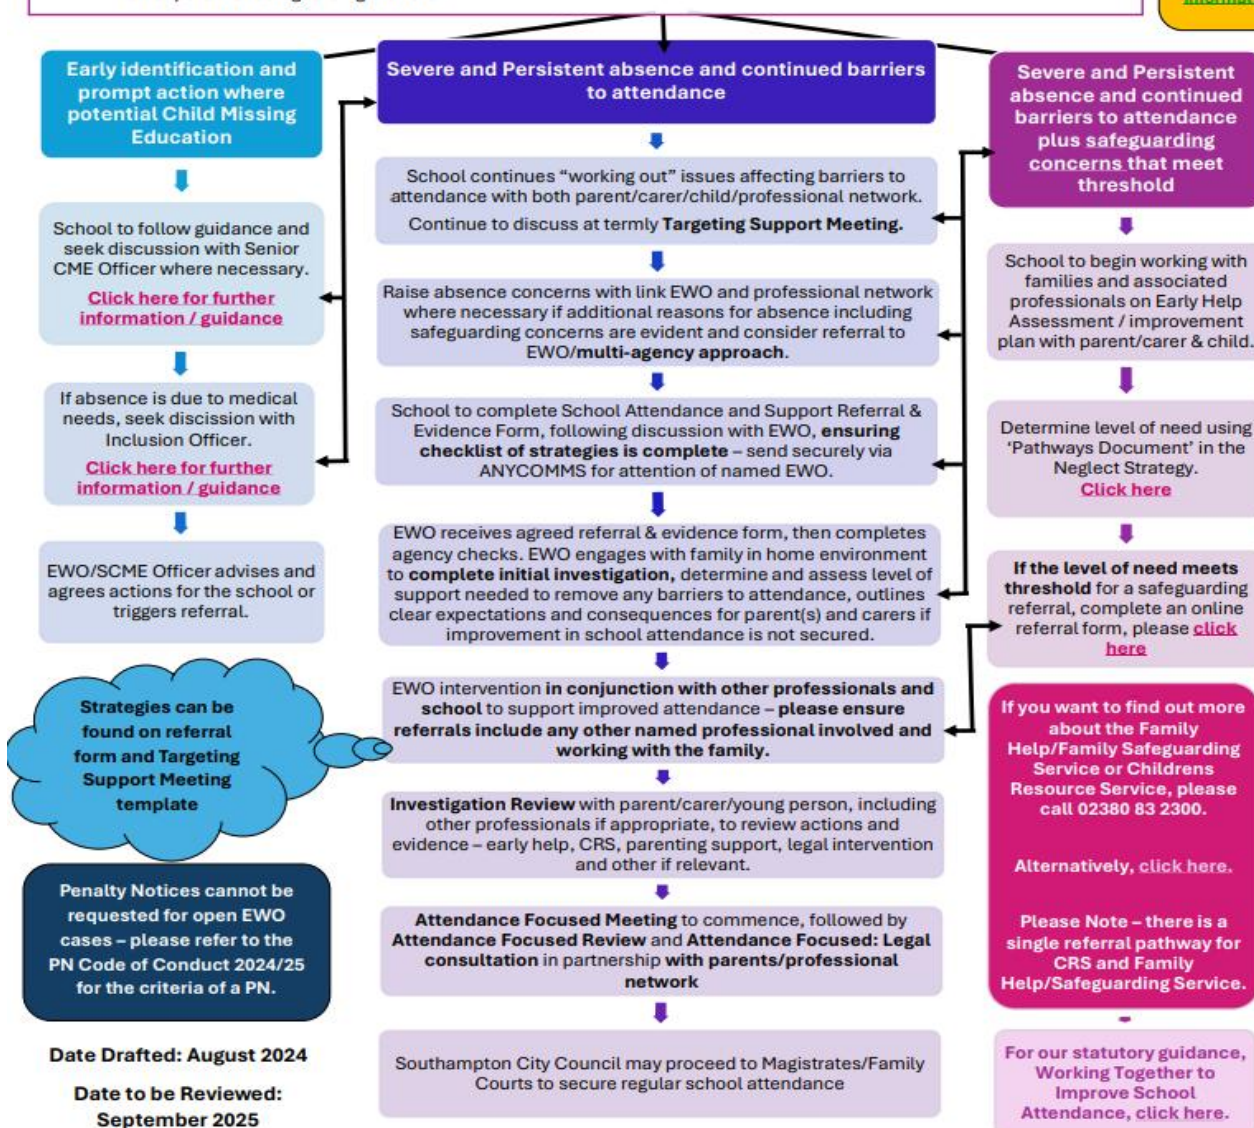 Early identification and
prompt action where
potential Child Missing
Education
School to follow guidance and
seek discussion with Senior
CME Officer where necessary.
Click here for further
information / guidance
If absence is due to medical
needs, seek discission with
Inclusion Officer.
Click here for further
information / guidance
EWO/SCME Officer advises and
agrees actions for the school or
triggers referral.
Strategies can be
found on referral
form and Targeting
Support Meeting
template
Penalty Notices cannot be
requested for open EWO
cases – please refer to the
PN Code of Conduct 2024/25
for the criteria of a PN.
Date Drafted: August 2024
Date to be Reviewed:
September 2025
Severe and Persistent absence and continued barriers
to attendance
School continues “working out” issues affecting barriers to
attendance with both parent/carer/child/professional network.
Continue to discuss at termly Targeting Support Meeting.
Raise absence concerns with link EWO and professional network
where necessary if additional reasons for absence including
safeguarding concerns are evident and consider referral to
EWO/multi-agency approach.
School to complete School Attendance and Support Referral &
Evidence Form, following discussion with EWO, ensuring
checklist of strategies is complete – send securely via
ANYCOMMS for attention of named EWO.
EWO receives agreed referral & evidence form, then completes
agency checks. EWO engages with family in home environment
to complete initial investigation, determine and assess level of
support needed to remove any barriers to attendance, outlines
clear expectations and consequences for parent(s) and carers if
improvement in school attendance is not secured.
EWO intervention in conjunction with other professionals and
school to support improved attendance – please ensure
referrals include any other named professional involved and
working with the family.
Investigation Review with parent/carer/young person, including
other professionals if appropriate, to review actions and
evidence – early help, CRS, parenting support, legal intervention
and other if relevant.
Attendance Focused Meeting to commence, followed by
Attendance Focused Review and Attendance Focused: Legal
consultation in partnership with parents/professional
network
Southampton City Council may proceed to Magistrates/Family
Courts to secure regular school attendance
Severe and Persistent
absence and continued
barriers to attendance
plus safeguarding
concerns that meet
threshold
School to begin working with
families and associated
professionals on Early Help
Assessment / improvement
plan with parent/carer & child.
Determine level of need using
‘Pathways Document’ in the
Neglect Strategy.
Click here
If the level of need meets
threshold for a safeguarding
referral, complete an online
referral form, please click
here
If you want to find out more
about the Family
Help/Family Safeguarding
Service or Childrens
Resource Service, please
call 02380 83 2300.
Alternatively, click here.
Please Note – there is a
single referral pathway for
CRS and Family
Help/Safeguarding Service.
For our statutory guidance,
Working Together to
Improve School
Attendance, click here.